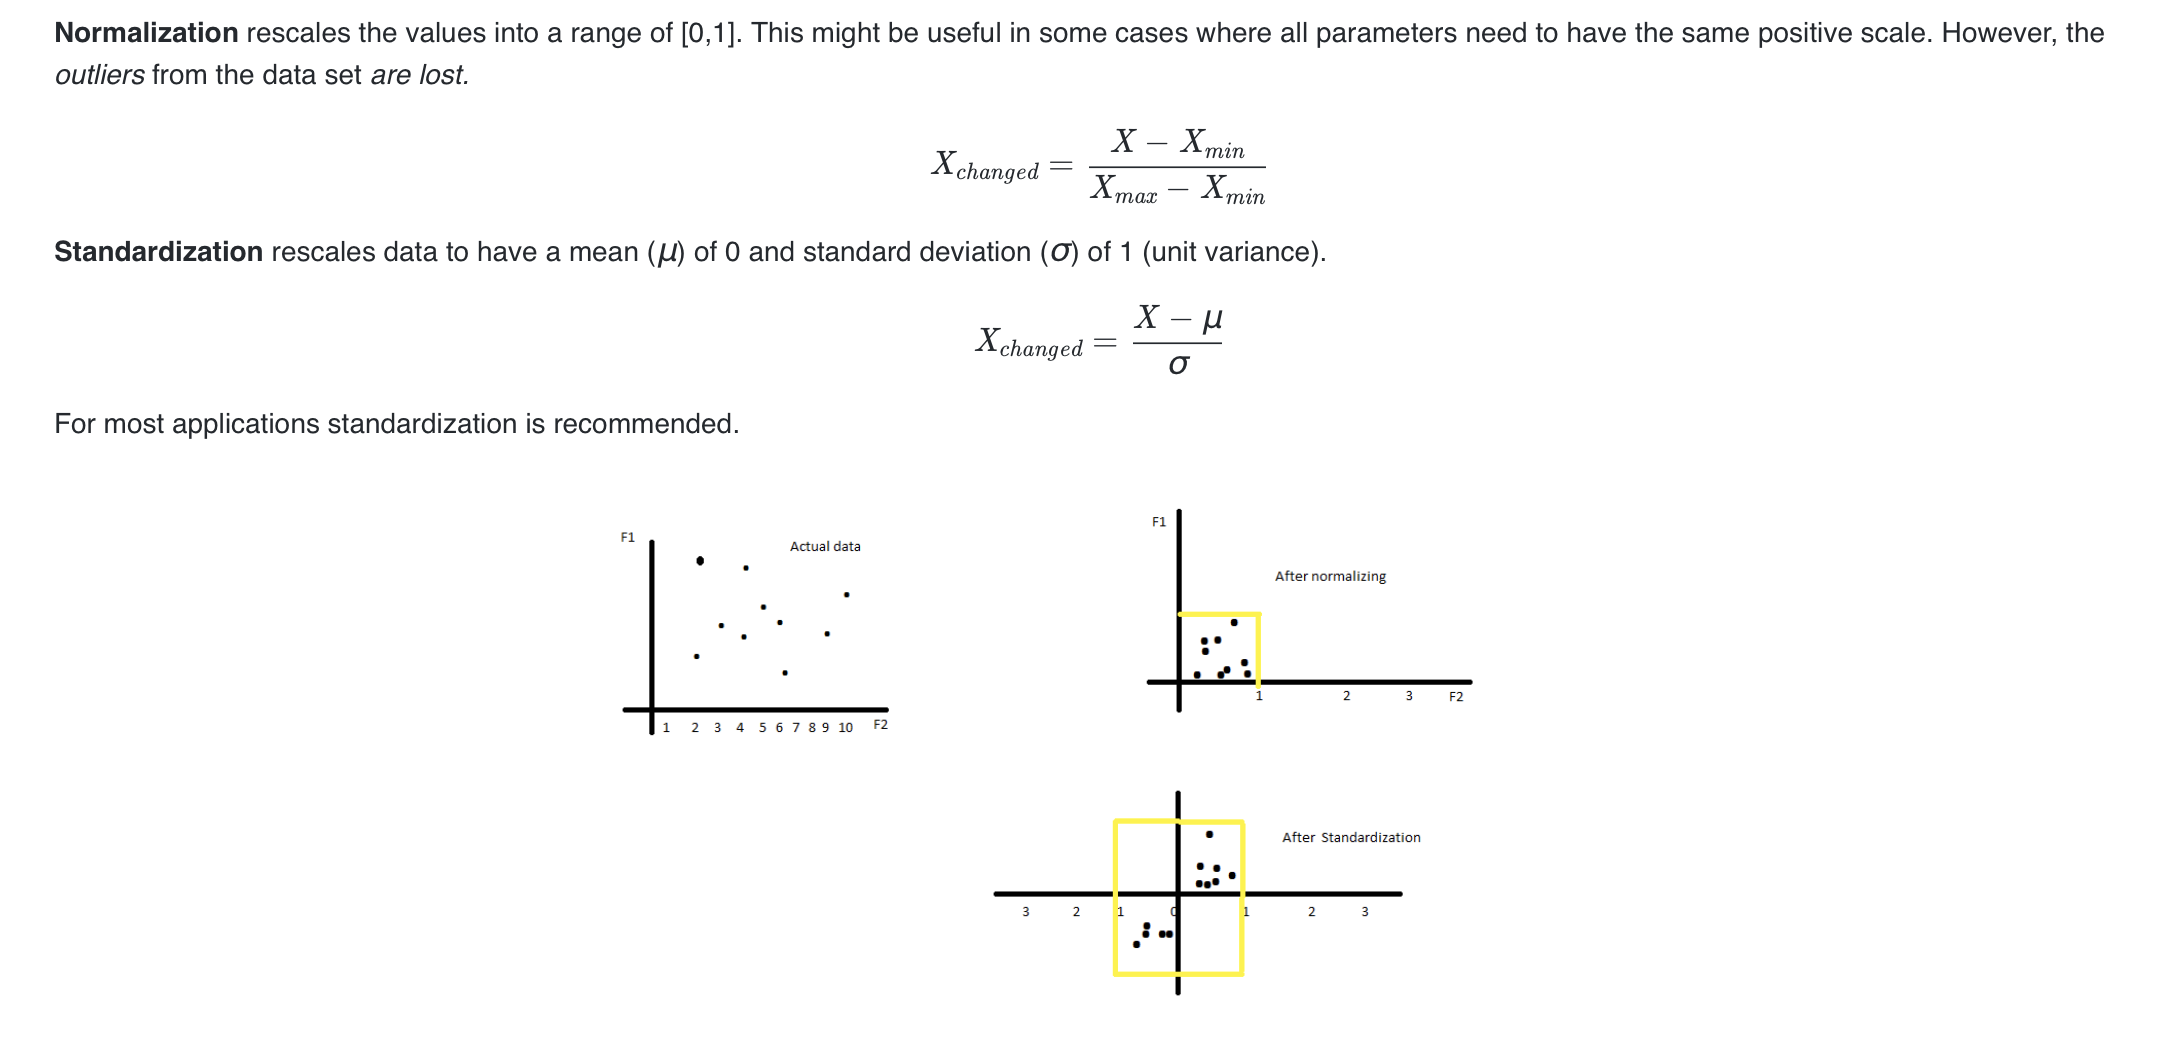 Normalization rescales the values into a range of [0,1]. This might be useful in some cases where all parameters need to have the same positive scale. However, the
outliers from the data set are lost.
X_{changed} = \frac{X - X_{min}}{X_{max} - X_{min}}
Standardization rescales data to have a mean (μ) of 0 and standard deviation (σ) of 1 (unit variance).
X_{changed} = \frac{X - μ}{σ}
For most applications standardization is recommended.
F1
Actual data
1 2 3 4 5 6 7 8 9 10 F2
F1
After normalizing
1 2 3 F2
After Standardization
3 2 1 0 1 2 3